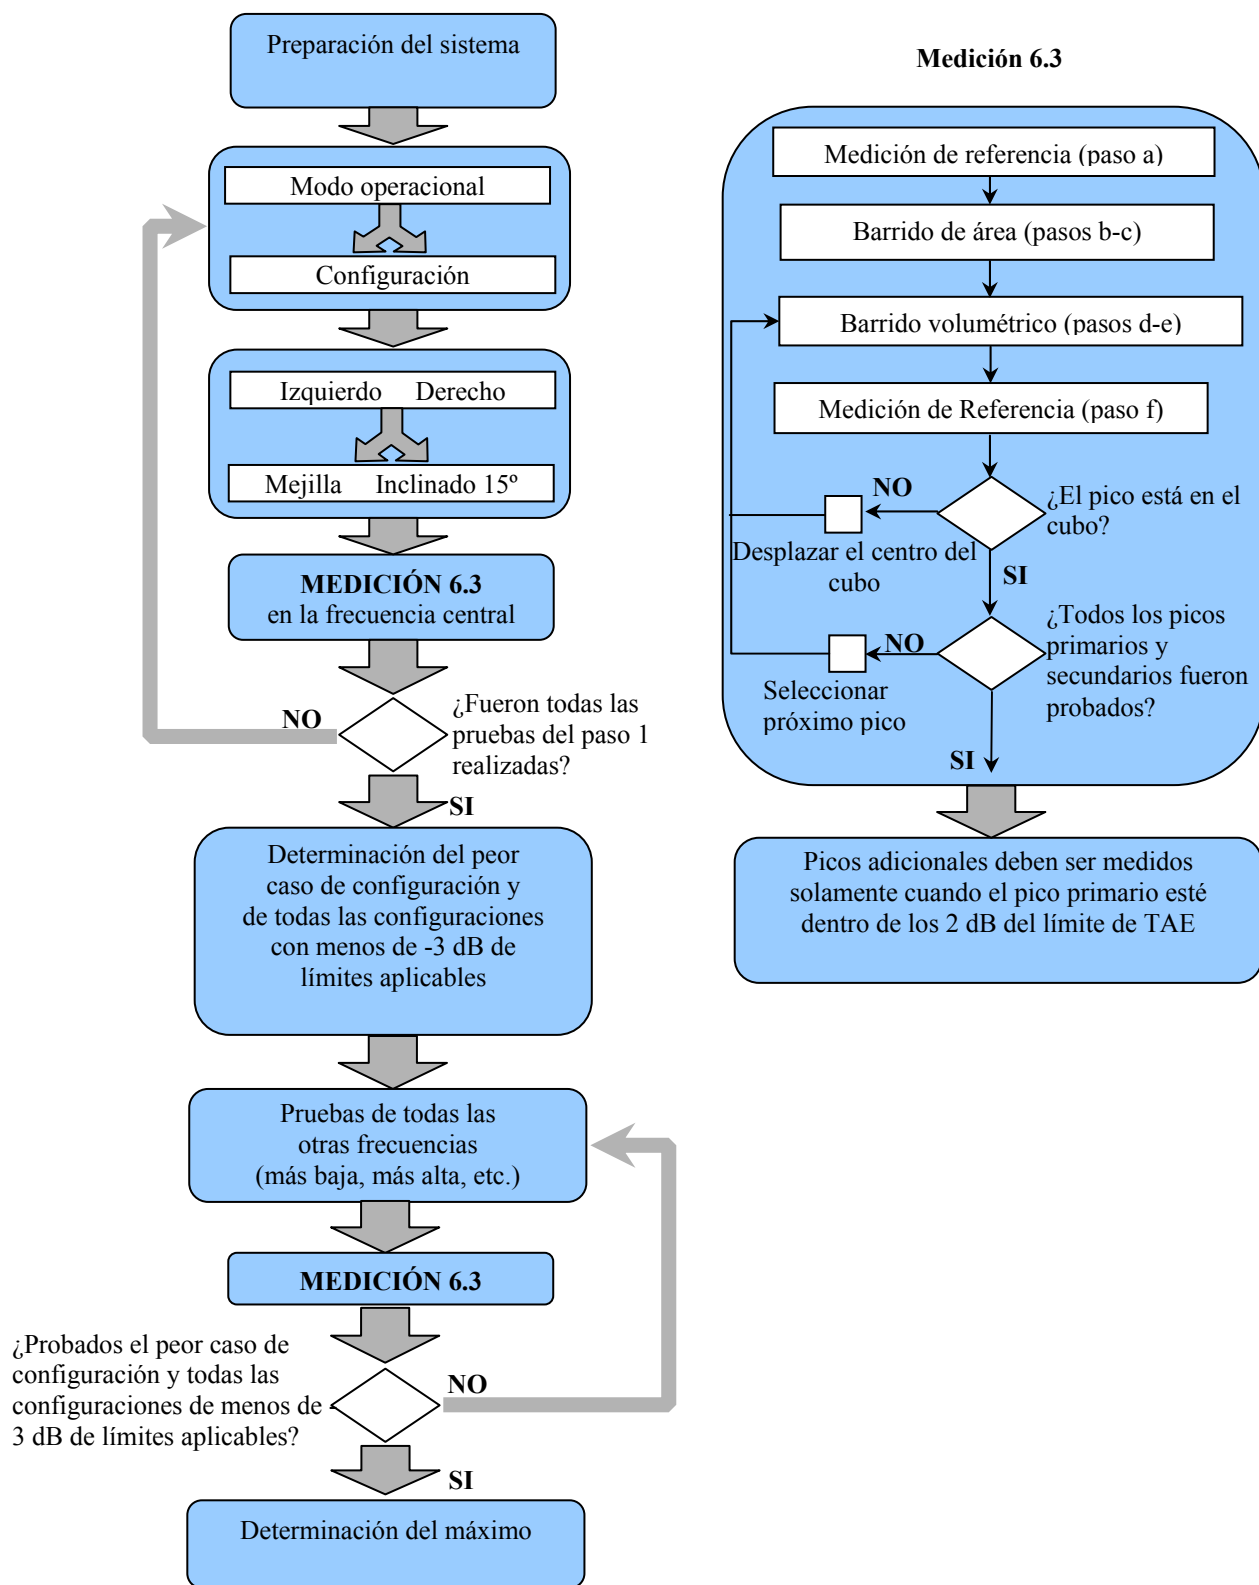 Preparación del sistema
Modo operacional
Configuración
Izquierdo Derecho
Mejilla Inclinado 15º
MEDICIÓN 6.3
en la frecuencia central
NO
¿Fueron todas las
pruebas del paso 1
realizadas?
SI
Determinación del peor
caso de configuración y
de todas las configuraciones
con menos de -3 dB de
límites aplicables
Pruebas de todas las
otras frecuencias
(más baja, más alta, etc.)
MEDICIÓN 6.3
¿Probados el peor caso de
configuración y todas las
configuraciones de menos de -
3 dB de límites aplicables?
NO
SI
Determinación del máximo
Medición 6.3
Medición de referencia (paso a)
Barrido de área (pasos b-c)
Barrido volumétrico (pasos d-e)
Medición de Referencia (paso f)
NO
¿El pico está en el
cubo?
Desplazar el centro del
cubo
SI
NO
¿Todos los picos
primarios y
secundarios fueron
probados?
Seleccionar
próximo pico
SI
Picos adicionales deben ser medidos
solamente cuando el pico primario esté
dentro de los 2 dB del límite de TAE